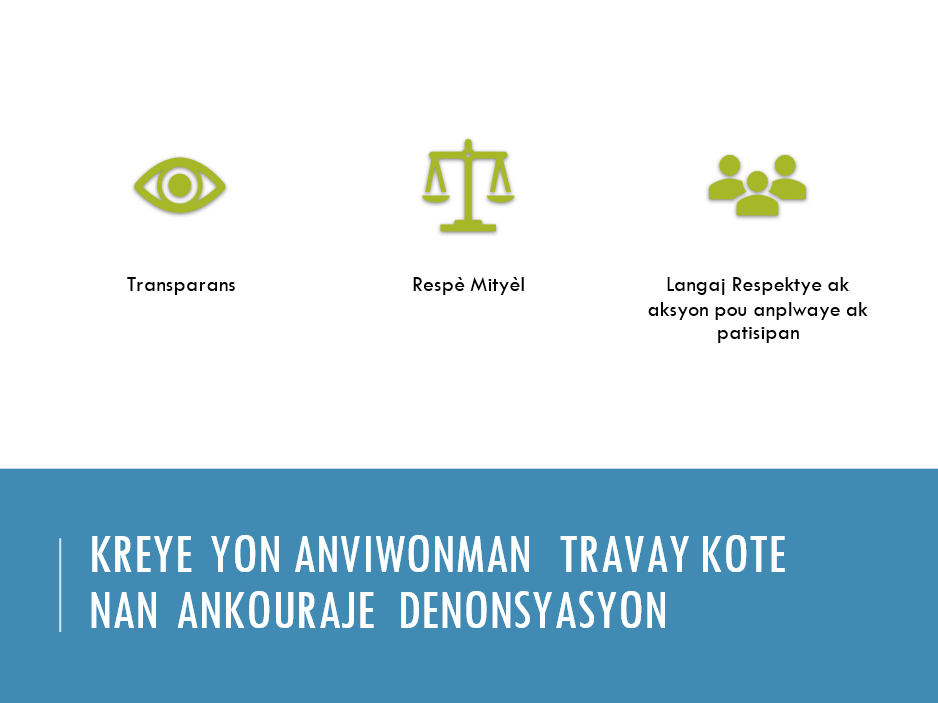 Transparans
Respè Mityèl
Langaj Respektye ak
aksyon pou anplwaye ak
patisipan
KREYE YON ANVIWONMAN TRAVAY KOTE
NAN ANKOURAJE DENONSYASYON